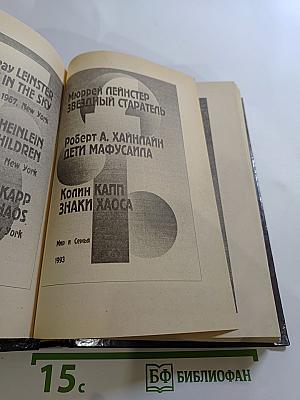 ay LEINSTER
IN THE SKY
1967, New York
HEINLEIN
HILDREN
New York
KAPP
HAOS
York
Мюррей ЛЕЙНСТЕР
ЗВЕЗДНЫЙ СТАРАТЕЛЬ
Роберт А. ХАЙНЛАЙН
ДЕТИ МАФУСАИЛА
Колин КАПП
ЗНАКИ ХАОСА
Мир и Семья
1993
15с
БФ БИБЛИОФАН